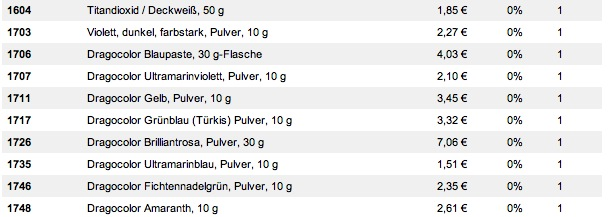 1604 Titandioxid / Deckweiß, 50 g 1,85 € 0% 1
1703 Violett, dunkel, farbstark, Pulver, 10 g 2,27 € 0% 1
1706 Dragocolor Blaupaste, 30 g-Flasche 4,03 € 0% 1
1707 Dragocolor Ultramarinviolett, Pulver, 10 g 2,10 € 0% 1
1711 Dragocolor Gelb, Pulver, 10 g 3,45 € 0% 1
1717 Dragocolor Grünblau (Türkis) Pulver, 10 g 3,32 € 0% 1
1726 Dragocolor Brilliantrosa, Pulver, 30 g 7,06 € 0% 1
1735 Dragocolor Ultramarinblau, Pulver, 10 g 1,51 € 0% 1
1746 Dragocolor Fichtennadelgrün, Pulver, 10 g 2,35 € 0% 1
1748 Dragocolor Amaranth, 10 g 2,61 € 0% 1